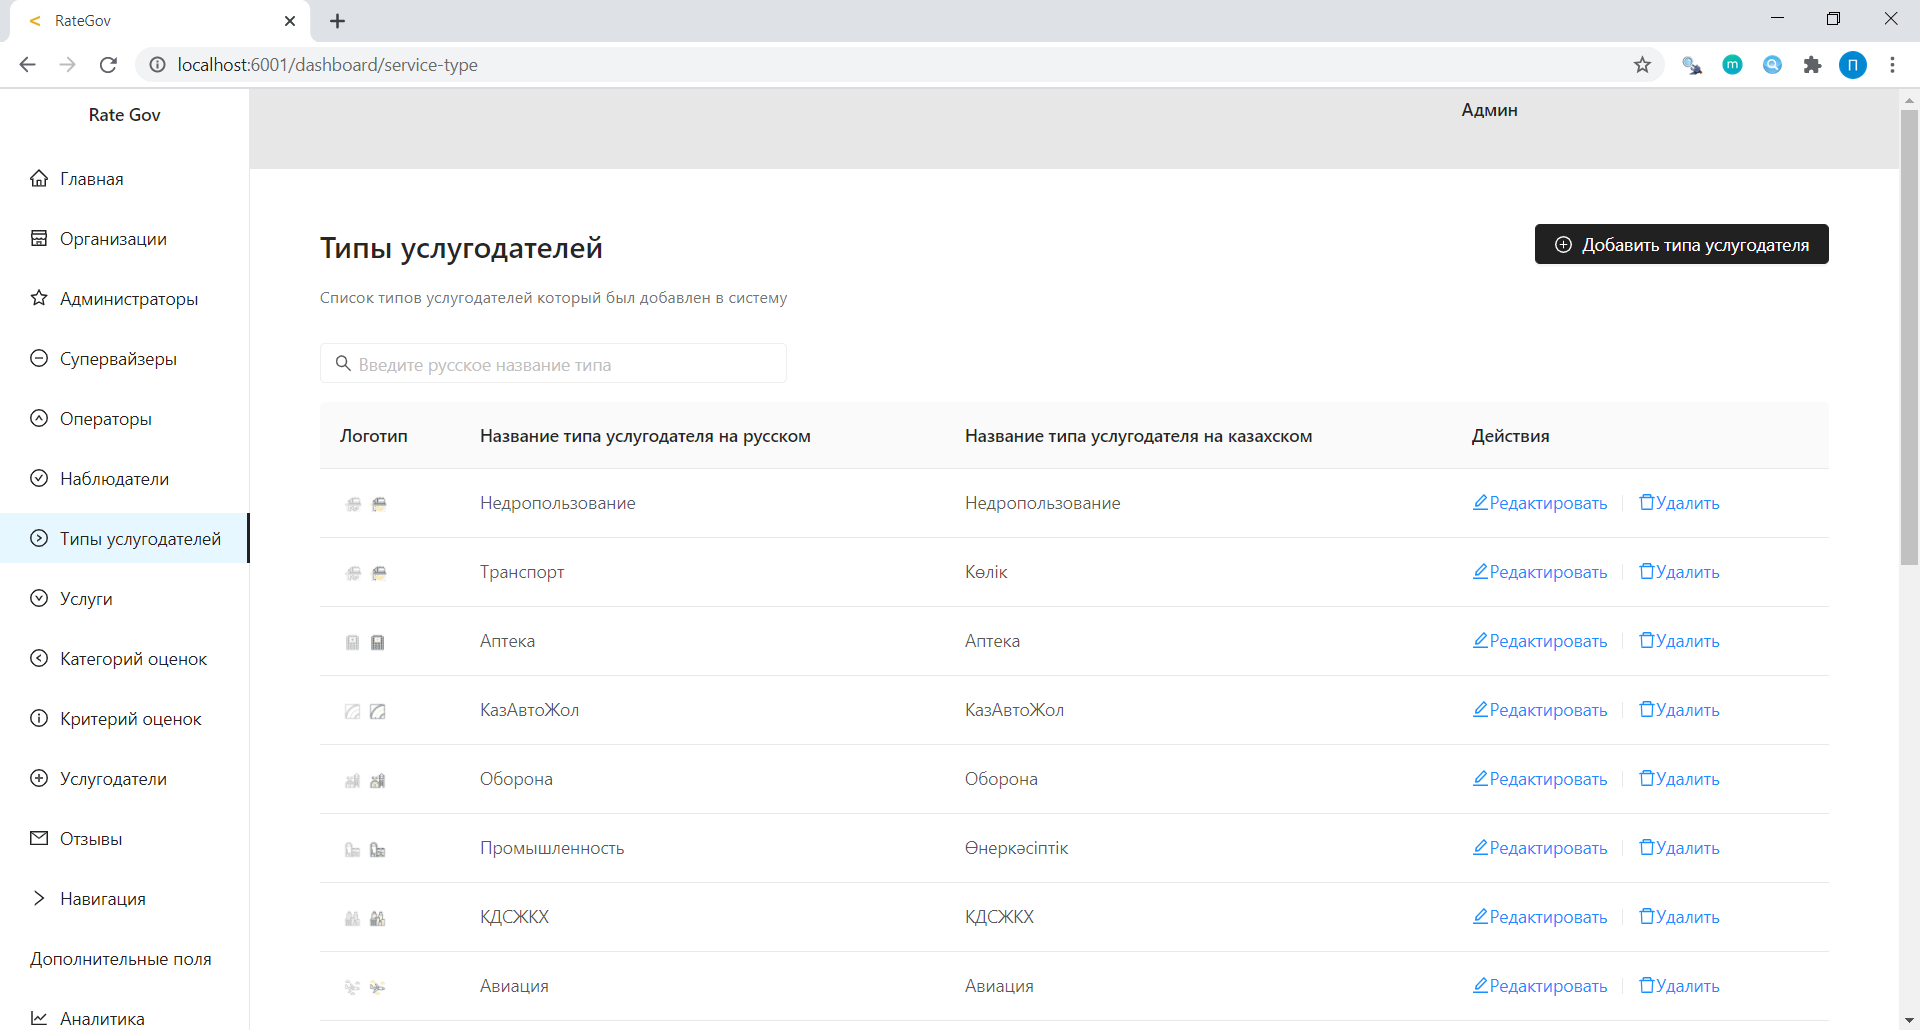 RateGov
localhost:6001/dashboard/service-type
m
П
Rate Gov
Админ
Главная
Организации
Администраторы
Супервайзеры
Операторы
Наблюдатели
Типы услугодателей
Услуги
Категорий оценок
Критерий оценок
Услугодатели
Отзывы
Навигация
Дополнительные поля
Аналитика
Типы услугодателей
Добавить типа услугодателя
Список типов услугодателей который был добавлен в систему
Введите русское название типа
Логотип Название типа услугодателя на русском Название типа услугодателя на казахском Действия
Недропользование Недропользование Редактировать Удалить
Транспорт Көлік Редактировать Удалить
Аптека Аптека Редактировать Удалить
КазАвтоЖол КазАвтоЖол Редактировать Удалить
Оборона Оборона Редактировать Удалить
Промышленность Өнеркәсіптік Редактировать Удалить
КДСЖКХ КДСЖКХ Редактировать Удалить
Авиация Авиация Редактировать Удалить